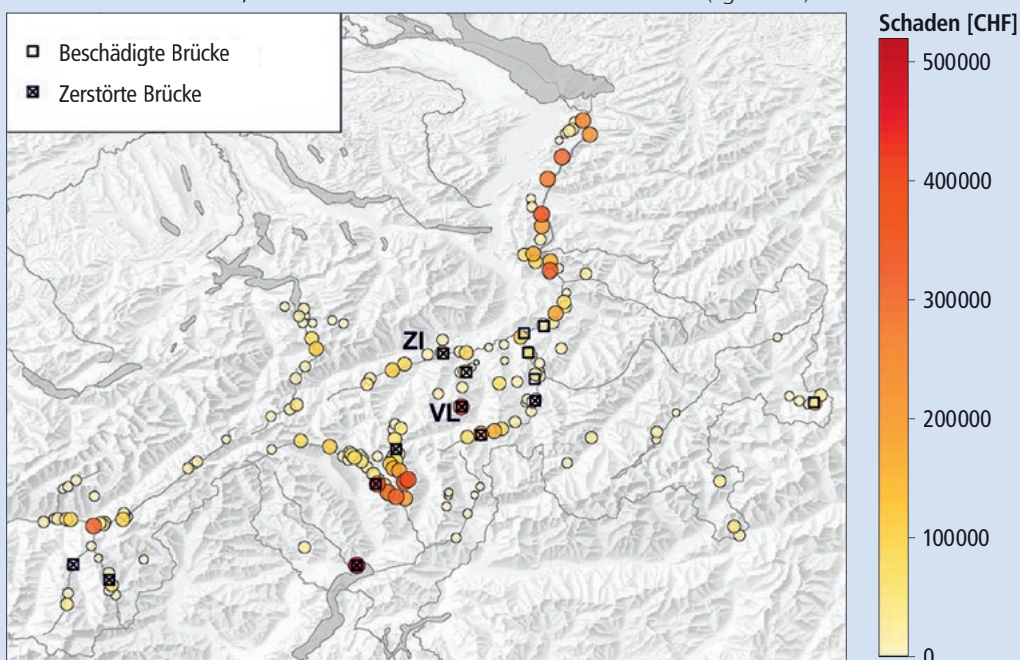 Schaden [CHF]
Beschädigte Brücke
Zerstörte Brücke
500000
400000
300000
ZI
VL
200000
100000
0